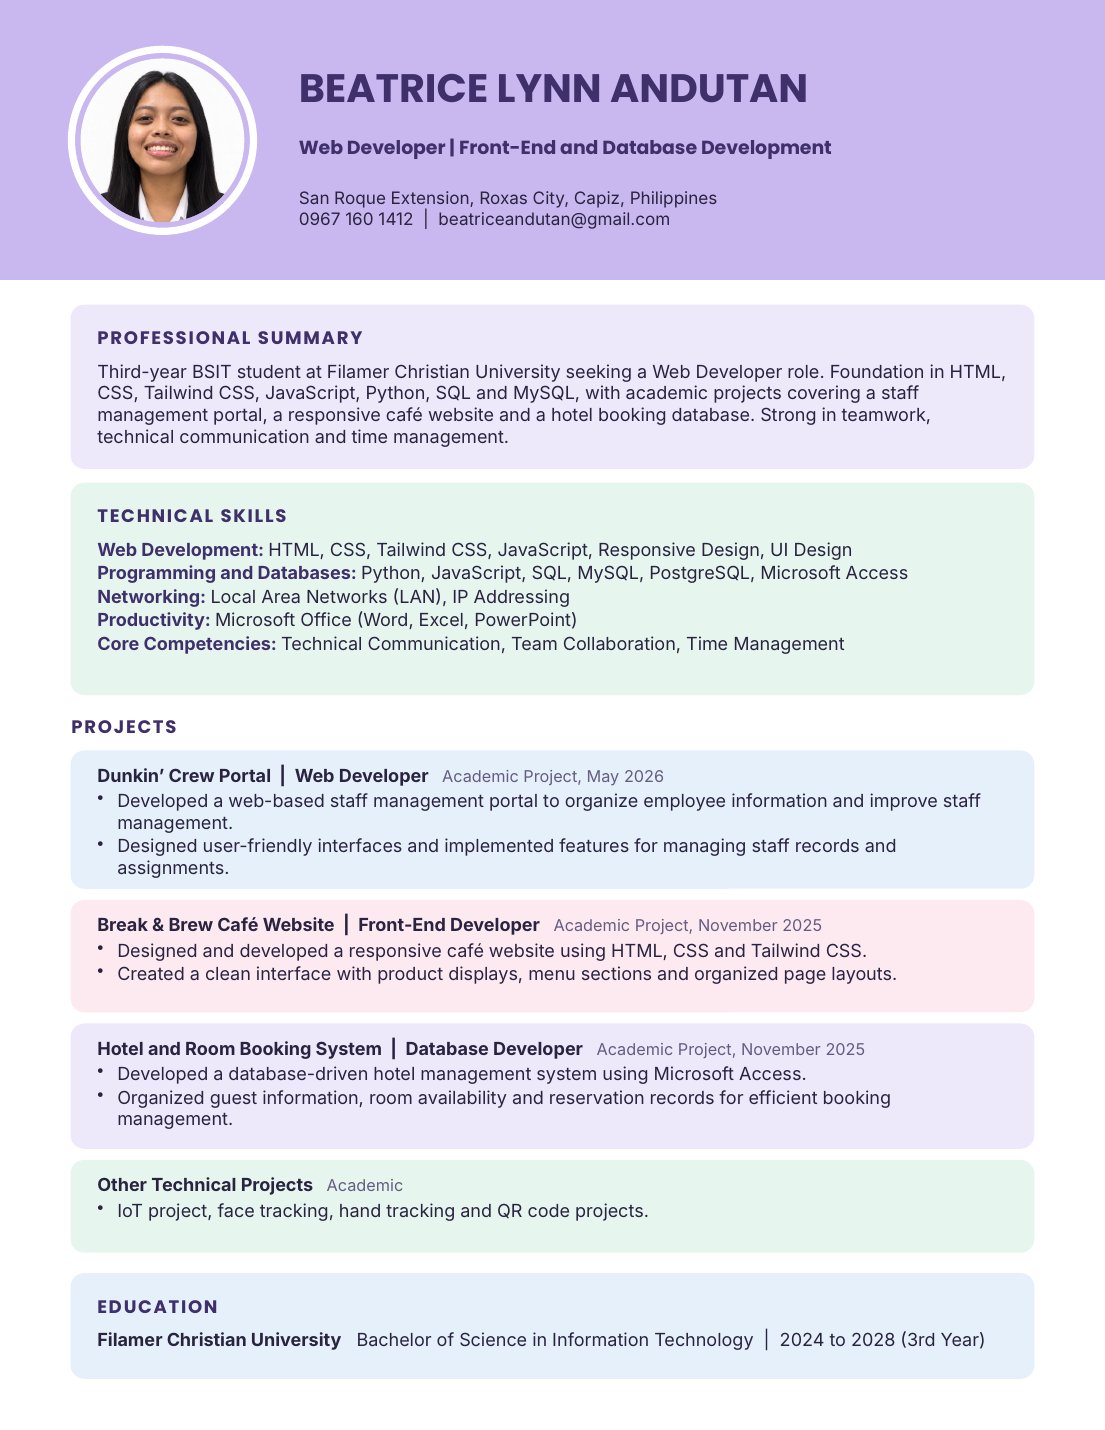 BEATRICE LYNN ANDUTAN
Web Developer | Front-End and Database Development
San Roque Extension, Roxas City, Capiz, Philippines
0967 160 1412 | beatriceandutan@gmail.com
PROFESSIONAL SUMMARY
Third-year BSIT student at Filamer Christian University seeking a Web Developer role. Foundation in HTML,
CSS, Tailwind CSS, JavaScript, Python, SQL and MySQL, with academic projects covering a staff
management portal, a responsive café website and a hotel booking database. Strong in teamwork,
technical communication and time management.
TECHNICAL SKILLS
Web Development: HTML, CSS, Tailwind CSS, JavaScript, Responsive Design, UI Design
Programming and Databases: Python, JavaScript, SQL, MySQL, PostgreSQL, Microsoft Access
Networking: Local Area Networks (LAN), IP Addressing
Productivity: Microsoft Office (Word, Excel, PowerPoint)
Core Competencies: Technical Communication, Team Collaboration, Time Management
PROJECTS
Dunkin’ Crew Portal | Web Developer Academic Project, May 2026
• Developed a web-based staff management portal to organize employee information and improve staff
management.
• Designed user-friendly interfaces and implemented features for managing staff records and
assignments.
Break & Brew Café Website | Front-End Developer Academic Project, November 2025
• Designed and developed a responsive café website using HTML, CSS and Tailwind CSS.
• Created a clean interface with product displays, menu sections and organized page layouts.
Hotel and Room Booking System | Database Developer Academic Project, November 2025
• Developed a database-driven hotel management system using Microsoft Access.
• Organized guest information, room availability and reservation records for efficient booking
management.
Other Technical Projects Academic
• IoT project, face tracking, hand tracking and QR code projects.
EDUCATION
Filamer Christian University Bachelor of Science in Information Technology | 2024 to 2028 (3rd Year)